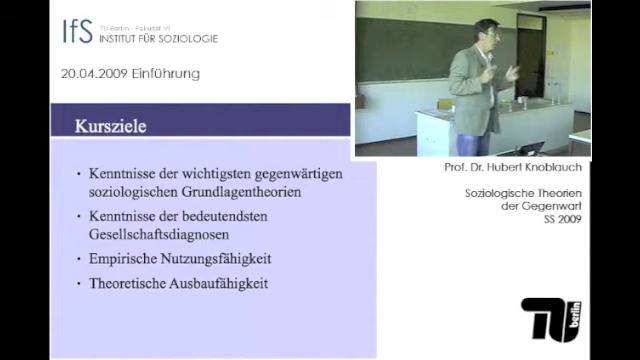 IfS
TU-Berlin - Fakultät VI
INSTITUT FÜR SOZIOLOGIE
20.04.2009 Einführung
Kursziele
• Kenntnisse der wichtigsten gegenwärtigen
soziologischen Grundlagentheorien
• Kenntnisse der bedeutendsten
Gesellschaftsdiagnosen
• Empirische Nutzungsfähigkeit
• Theoretische Ausbaufähigkeit
Prof. Dr. Hubert Knoblauch
Soziologische Theorien
der Gegenwart
SS 2009
TU berlin